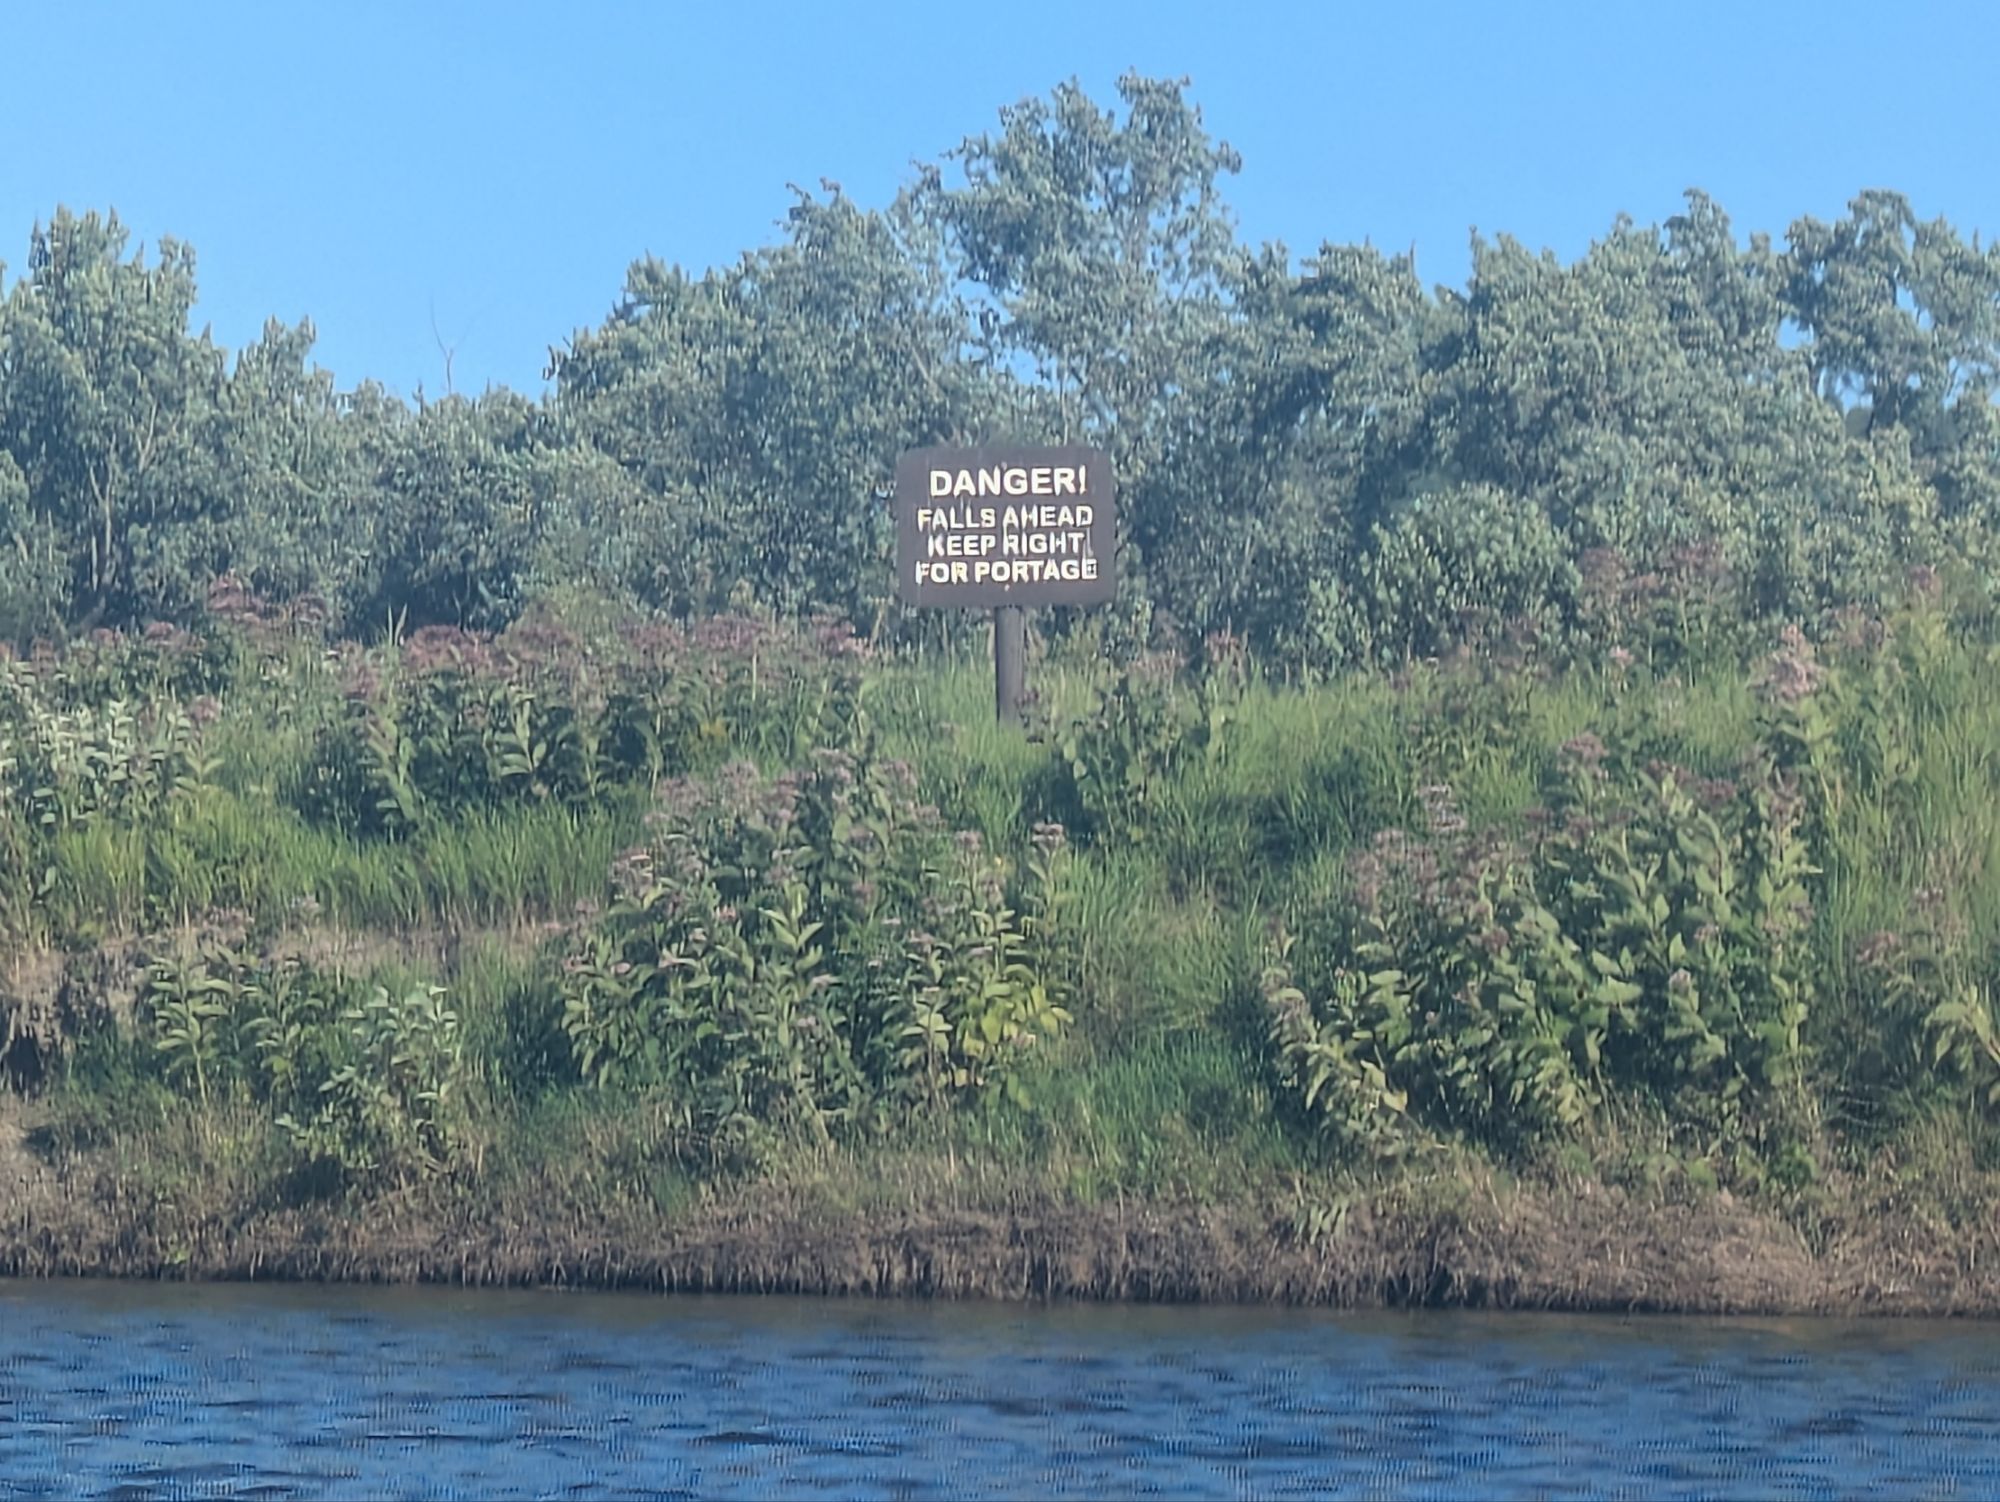 DANGER!
FALLS AHEAD
KEEP RIGHT
FOR PORTAGE